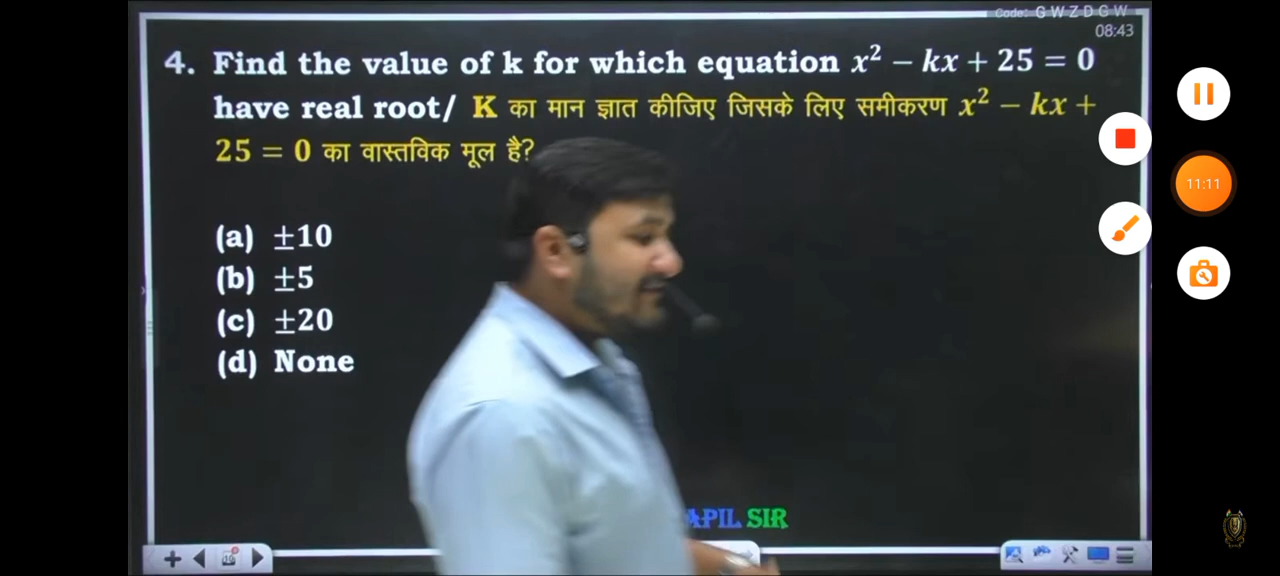 Code: G W Z D G W
08:43
4. Find the value of k for which equation x² − kx + 25 = 0
have real root/ K का मान ज्ञात कीजिए जिसके लिए समीकरण x² − kx +
25 = 0 का वास्तविक मूल है?
(a) ±10
(b) ±5
(c) ±20
(d) None
APIL SIR
11:11